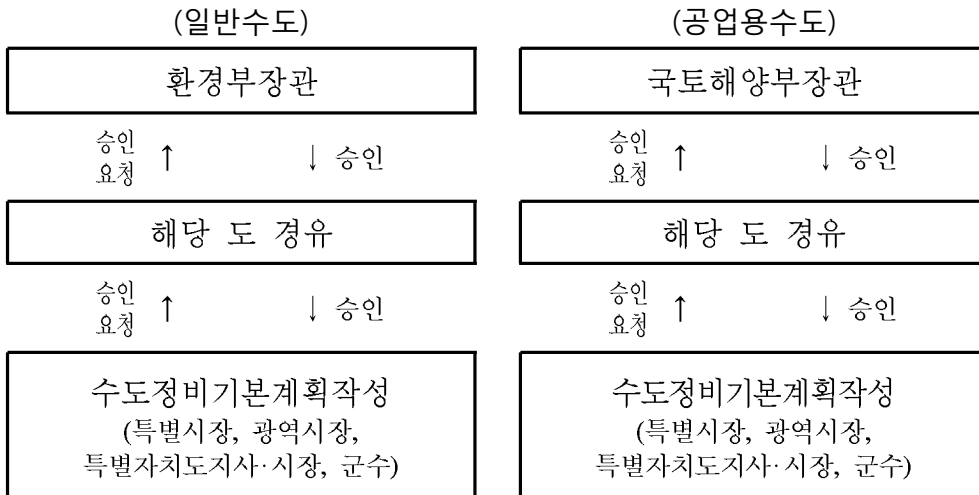 (일반수도)
환경부장관
승인
요청 ↑ ↓ 승인
해당 도 경유
승인
요청 ↑ ↓ 승인
수도정비기본계획작성
(특별시장, 광역시장,
특별자치도지사·시장, 군수)
(공업용수도)
국토해양부장관
승인
요청 ↑ ↓ 승인
해당 도 경유
승인
요청 ↑ ↓ 승인
수도정비기본계획작성
(특별시장, 광역시장,
특별자치도지사·시장, 군수)